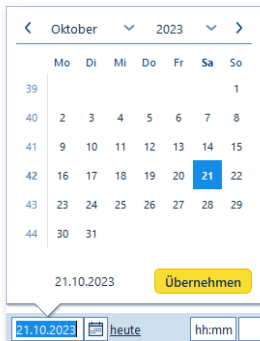 Oktober 2023
Mo Di Mi Do Fr Sa So
39 1
40 2 3 4 5 6 7 8
41 9 10 11 12 13 14 15
42 16 17 18 19 20 21 22
43 23 24 25 26 27 28 29
44 30 31
21.10.2023 Übernehmen
21.10.2023 heute hh:mm